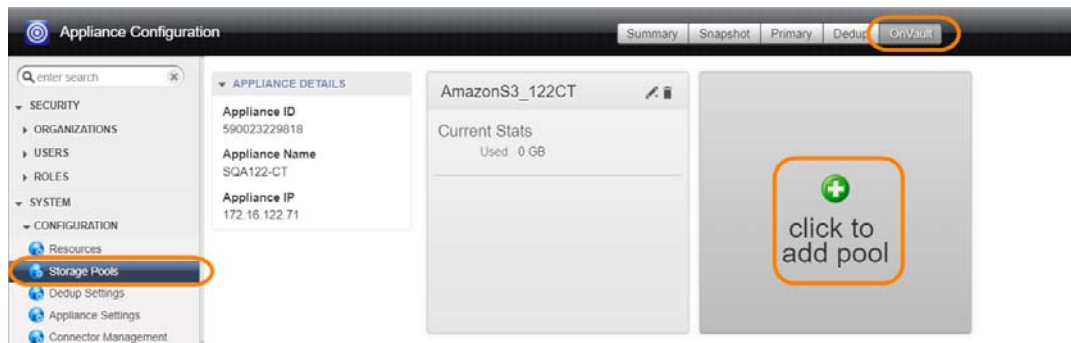 Appliance Configuration
Summary Snapshot Primary Dedup OnVault
enter search
SECURITY
ORGANIZATIONS
USERS
ROLES
SYSTEM
CONFIGURATION
Resources
Storage Pools
Dedup Settings
Appliance Settings
Connector Management
APPLIANCE DETAILS
Appliance ID
590023229818
Appliance Name
SQA122-CT
Appliance IP
172.16.122.71
AmazonS3_122CT
Current Stats
Used 0 GB
click to
add pool